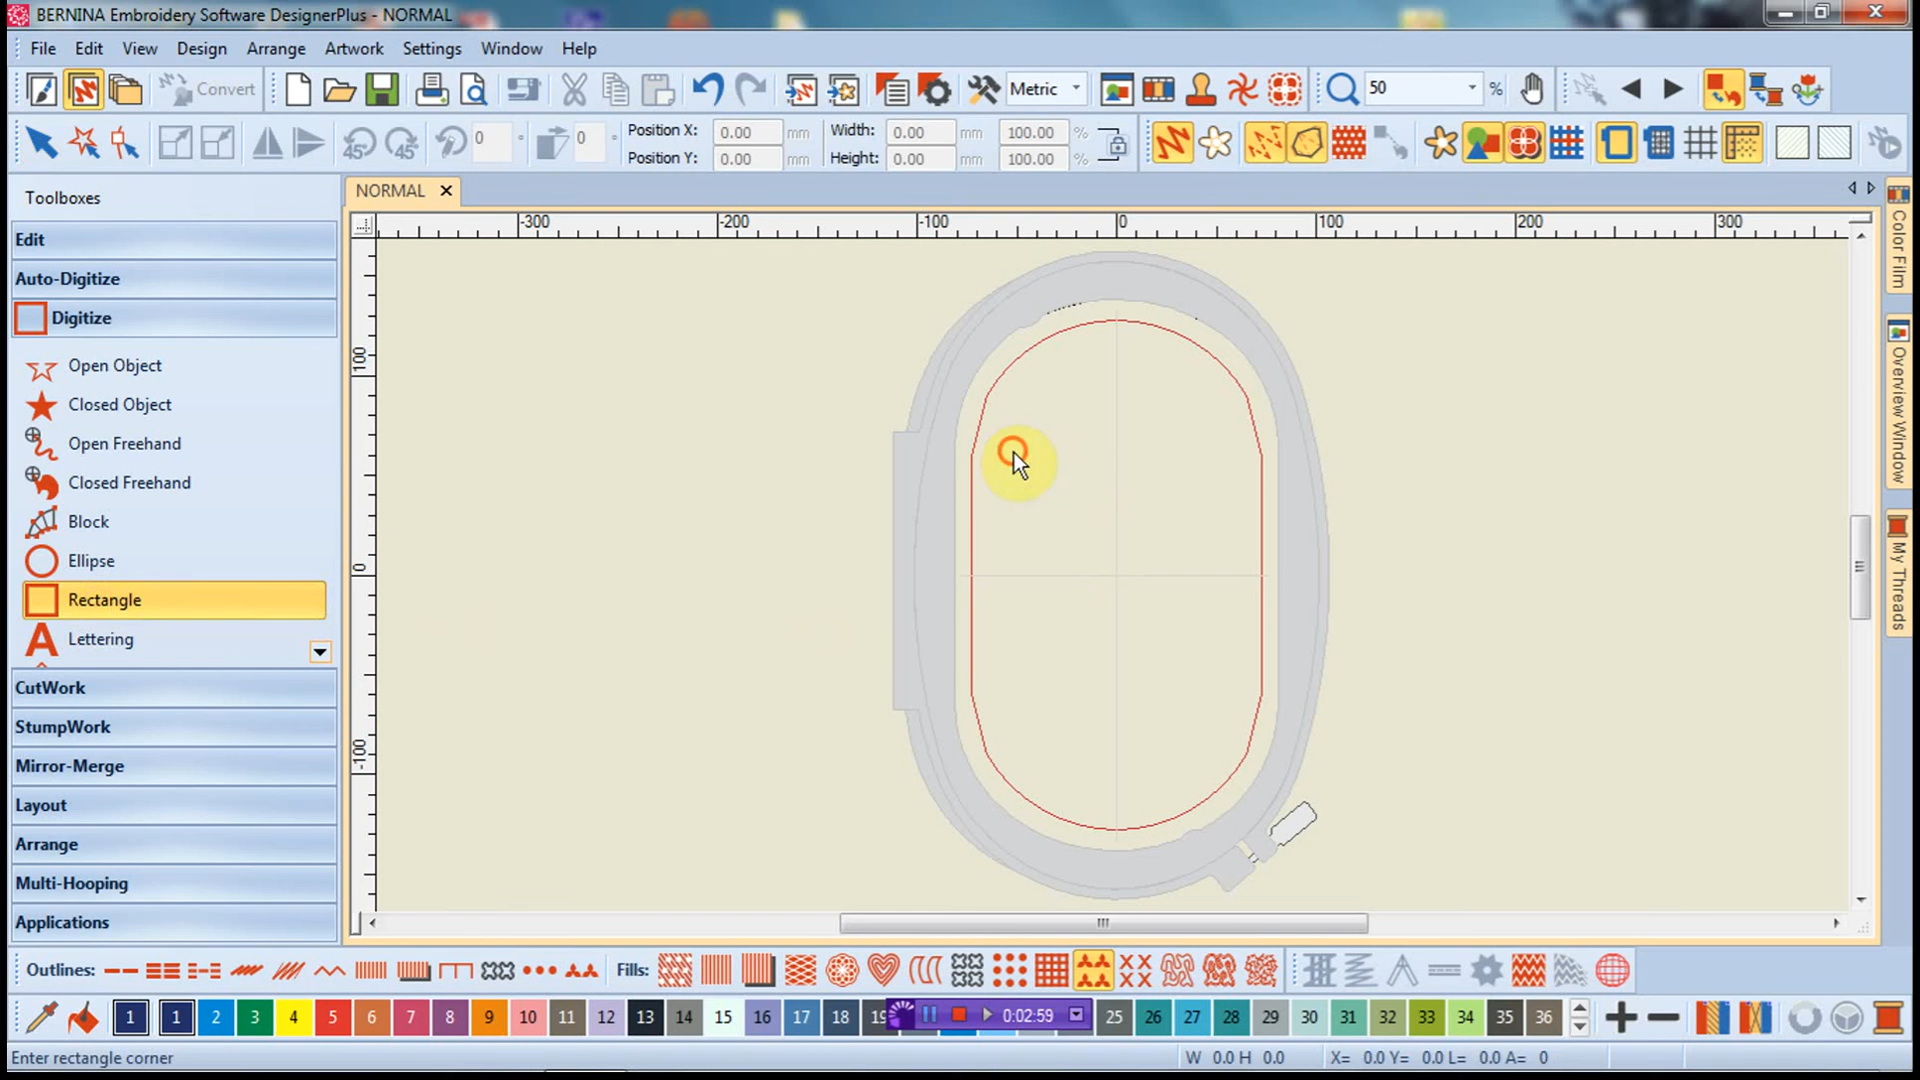 BERNINA Embroidery Software DesignerPlus - NORMAL
File Edit View Design Arrange Artwork Settings Window Help
Convert Metric 50 %
45° 45° 0 ° 0 ° Position X: 0.00 mm Width: 0.00 mm 100.00 %
Position Y: 0.00 mm Height: 0.00 mm 100.00 %
Toolboxes
NORMAL
Edit
Auto-Digitize
Digitize
Open Object
Closed Object
Open Freehand
Closed Freehand
Block
Ellipse
Rectangle
A Lettering
CutWork
StumpWork
Mirror-Merge
Layout
Arrange
Multi-Hooping
Applications
-300 -200 -100 0 100 200 300
100
0
-100
Color Film
Overview Window
My Threads
Outlines: Fills:
1 1 2 3 4 5 6 7 8 9 10 11 12 13 14 15 16 17 18 19 0:02:59 25 26 27 28 29 30 31 32 33 34 35 36
Enter rectangle corner W 0.0 H 0.0 X= 0.0 Y= 0.0 L= 0.0 A= 0